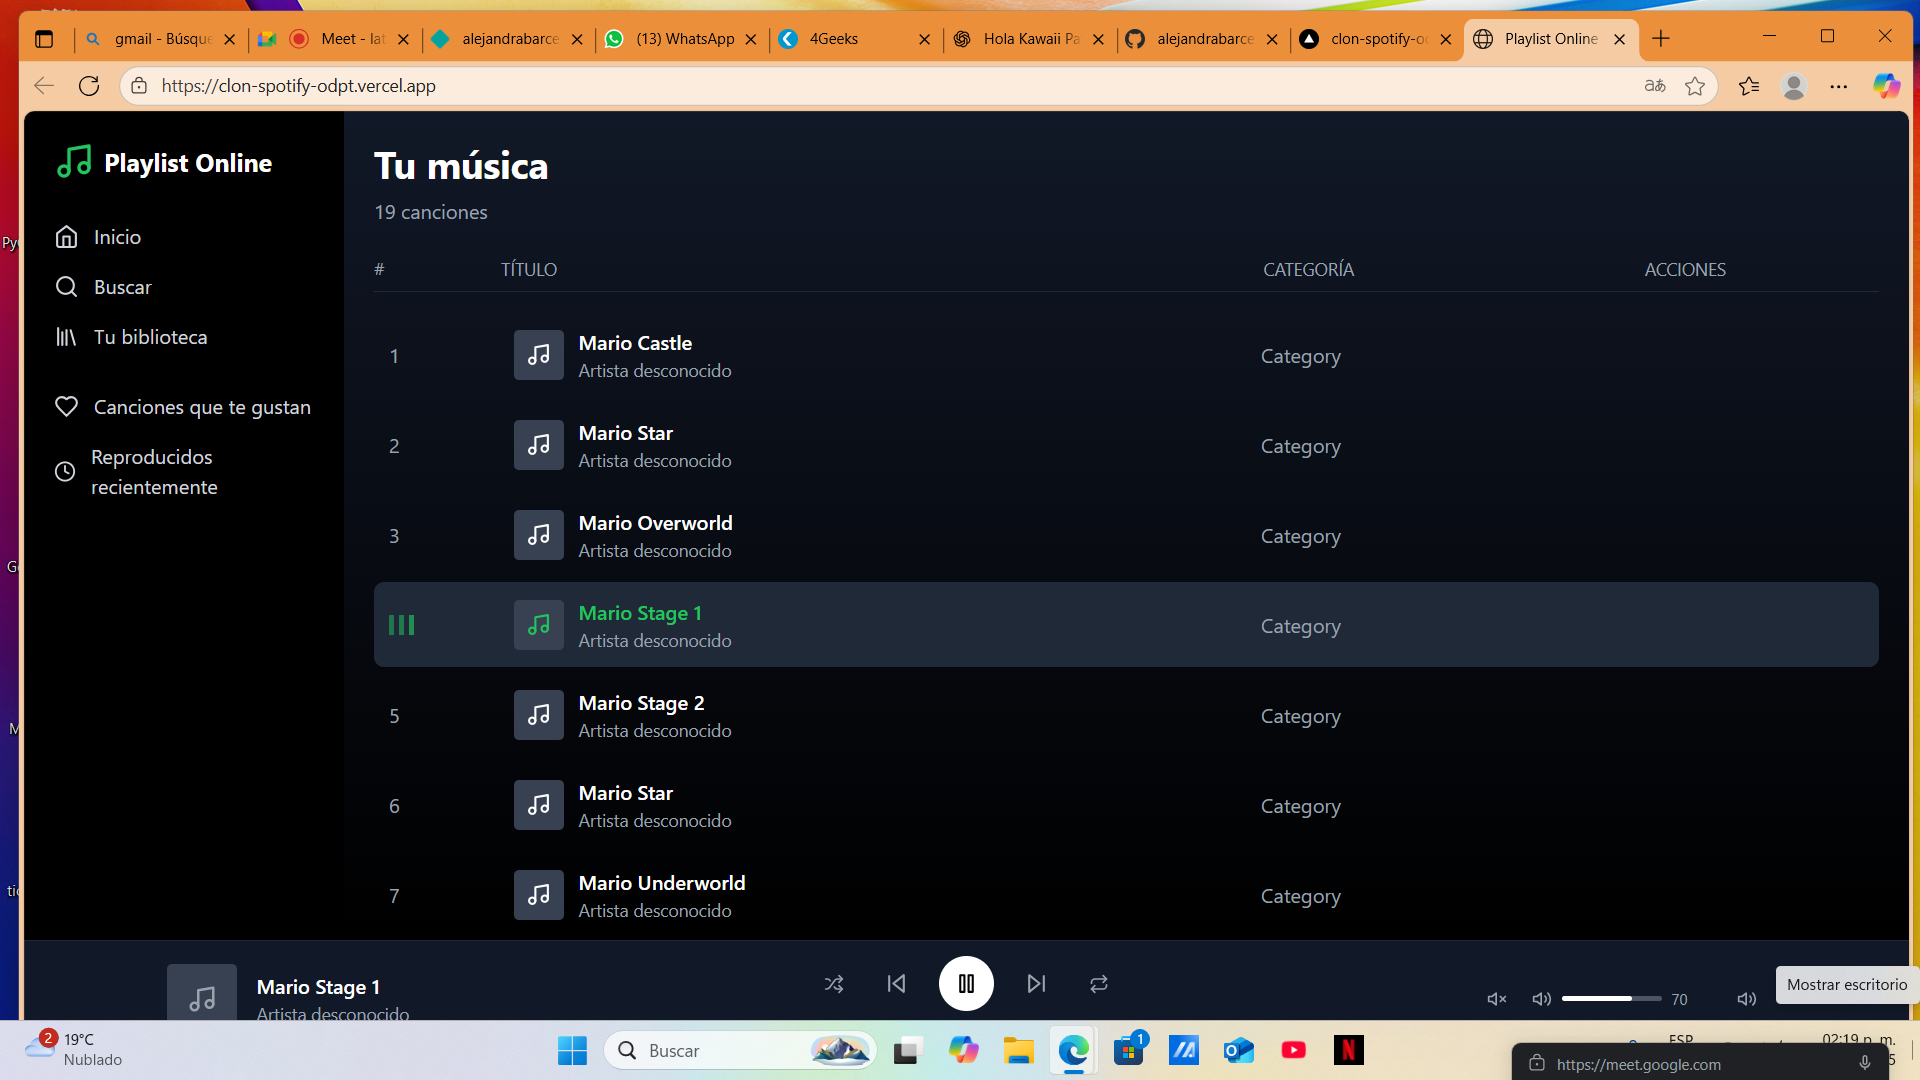 gmail - Búsque
Meet - lat
alejandrabarce
(13) WhatsApp
4Geeks
Hola Kawaii Pa
alejandrabarce
clon-spotify-od
Playlist Online
https://clon-spotify-odpt.vercel.app
Playlist Online
Inicio
Buscar
Tu biblioteca
Canciones que te gustan
Reproducidos
recientemente
Tu música
19 canciones
# TÍTULO CATEGORÍA ACCIONES
1 Mario Castle Category
Artista desconocido
2 Mario Star Category
Artista desconocido
3 Mario Overworld Category
Artista desconocido
Mario Stage 1 Category
Artista desconocido
5 Mario Stage 2 Category
Artista desconocido
6 Mario Star Category
Artista desconocido
7 Mario Underworld Category
Artista desconocido
Mario Stage 1
Artista desconocido
70
Mostrar escritorio
2
19°C
Nublado
Buscar
1
ESP
02:19 p. m.
https://meet.google.com